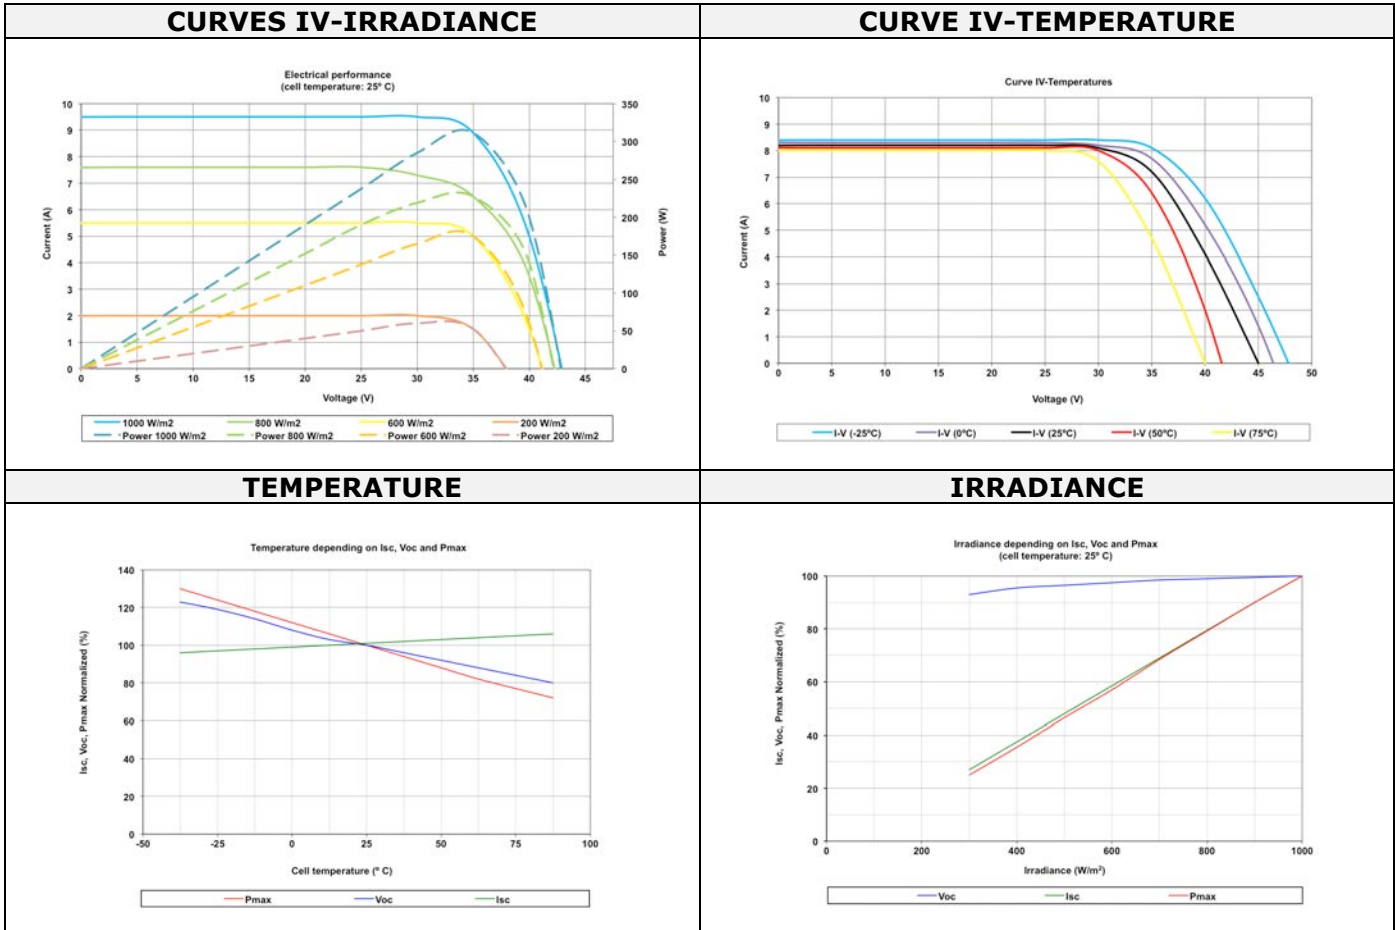 CURVES IV-IRRADIANCE
Electrical performance
(cell temperature: 25º C)
Current (A)
10
9
8
7
6
5
4
3
2
1
0
350
300
250
200
150
100
50
0
Power (W)
0 5 10 15 20 25 30 35 40 45
Voltage (V)
1000 W/m2 800 W/m2 600 W/m2 200 W/m2
Power 1000 W/m2 Power 800 W/m2 Power 600 W/m2 Power 200 W/m2
CURVE IV-TEMPERATURE
Curve IV-Temperatures
Current (A)
10
9
8
7
6
5
4
3
2
1
0
0 5 10 15 20 25 30 35 40 45 50
Voltage (V)
I-V (-25ºC) I-V (0ºC) I-V (25ºC) I-V (50ºC) I-V (75ºC)
TEMPERATURE
Temperature depending on Isc, Voc and Pmax
Isc, Voc, Pmax Normalized (%)
140
120
100
80
60
40
20
0
-50 -25 0 25 50 75 100
Cell temperature (º C)
Pmax Voc Isc
IRRADIANCE
Irradiance depending on Isc, Voc and Pmax
(cell temperature: 25º C)
Isc, Voc, Pmax Normalized (%)
100
80
60
40
20
0
0 200 400 600 800 1000
Irradiance (W/m²)
Voc Isc Pmax